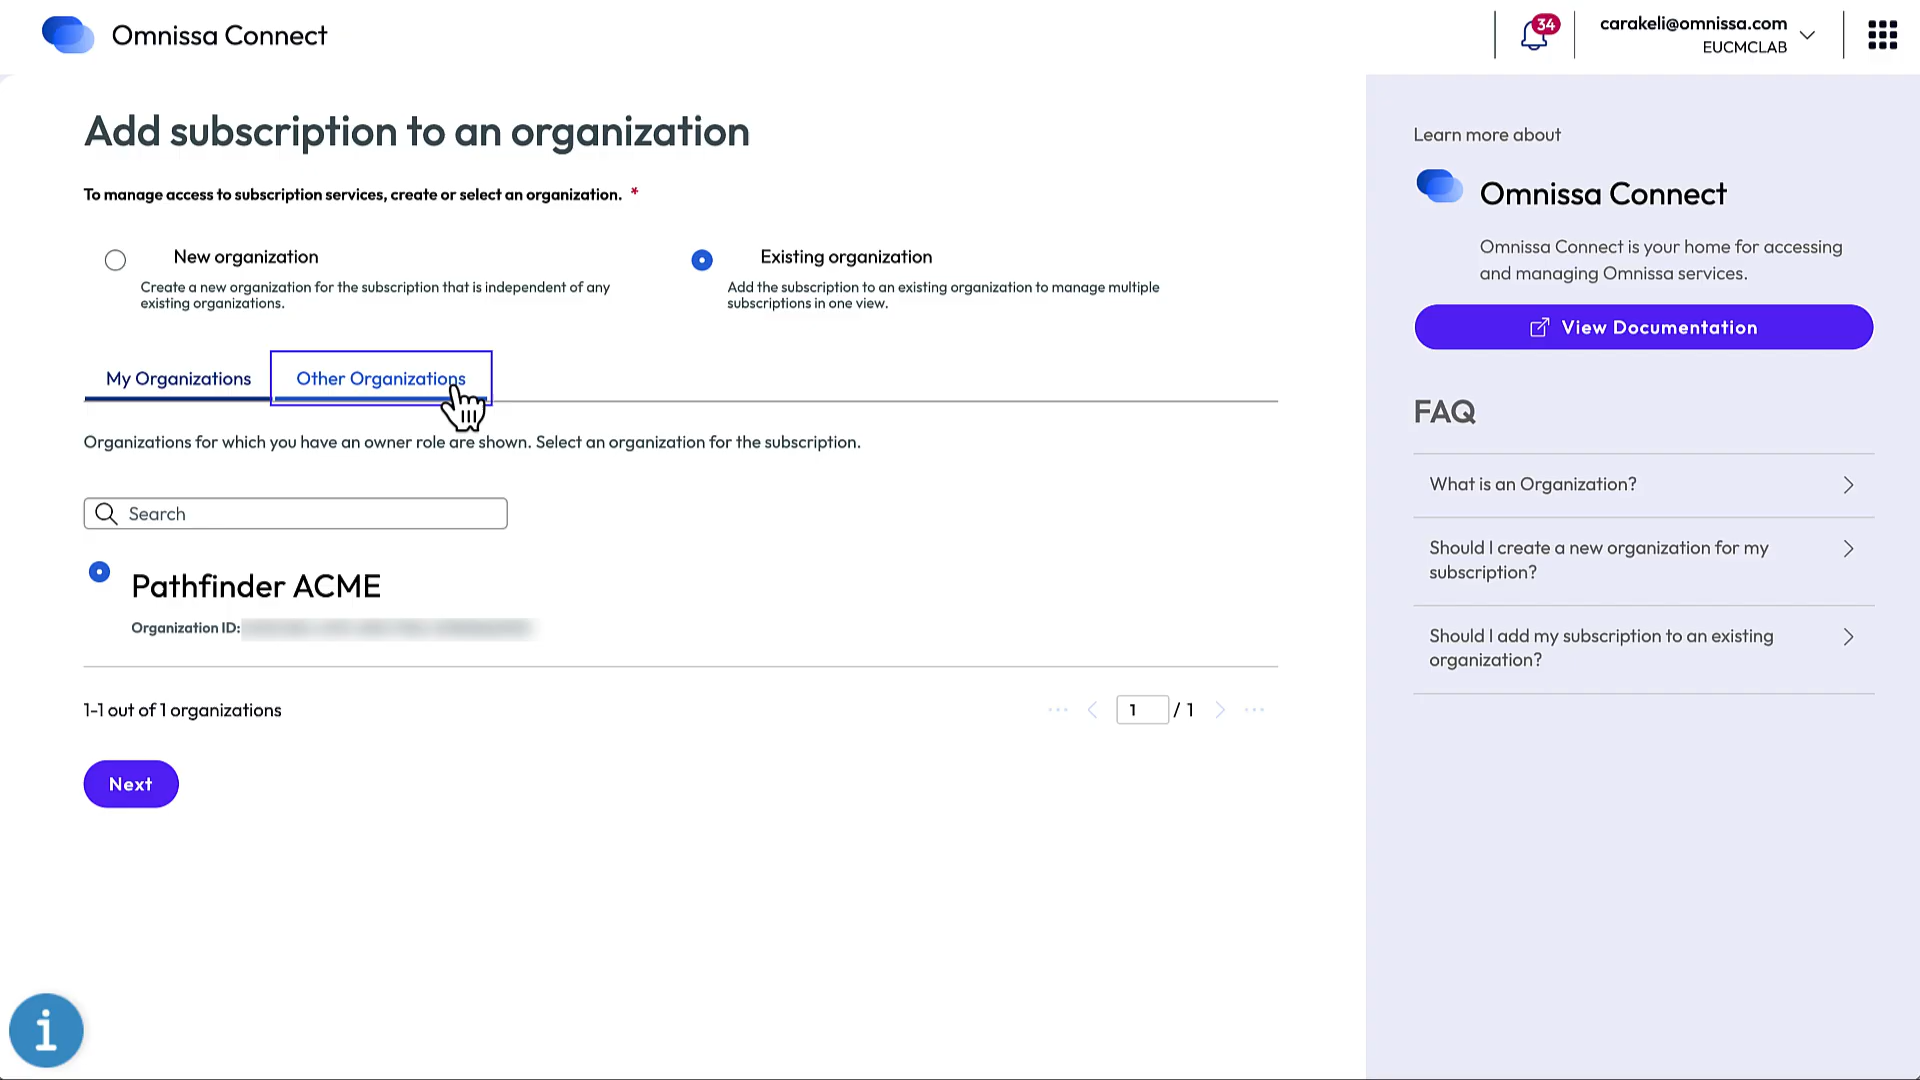 Omnissa Connect
34
carakeli@omnissa.com
EUCMCLAB
Add subscription to an organization
To manage access to subscription services, create or select an organization. *
New organization
Create a new organization for the subscription that is independent of any
existing organizations.
Existing organization
Add the subscription to an existing organization to manage multiple
subscriptions in one view.
My Organizations
Other Organizations
Organizations for which you have an owner role are shown. Select an organization for the subscription.
Search
Pathfinder ACME
Organization ID:
1-1 out of 1 organizations
1 / 1
Next
Learn more about
Omnissa Connect
Omnissa Connect is your home for accessing
and managing Omnissa services.
View Documentation
FAQ
What is an Organization?
Should I create a new organization for my
subscription?
Should I add my subscription to an existing
organization?